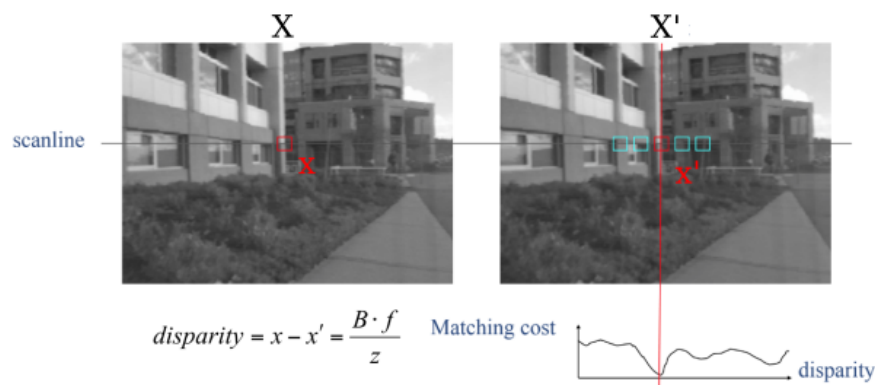 X X'
scanline
x x'
disparity = x − x' = B · f / z
Matching cost
disparity